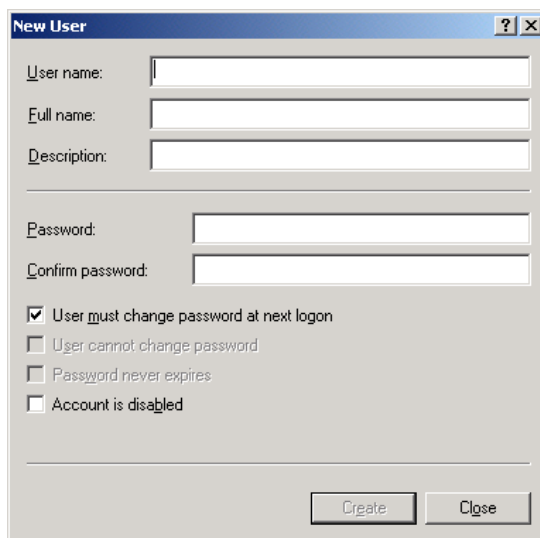 New User
User name:
Full name:
Description:
Password:
Confirm password:
User must change password at next logon
User cannot change password
Password never expires
Account is disabled
Create Close